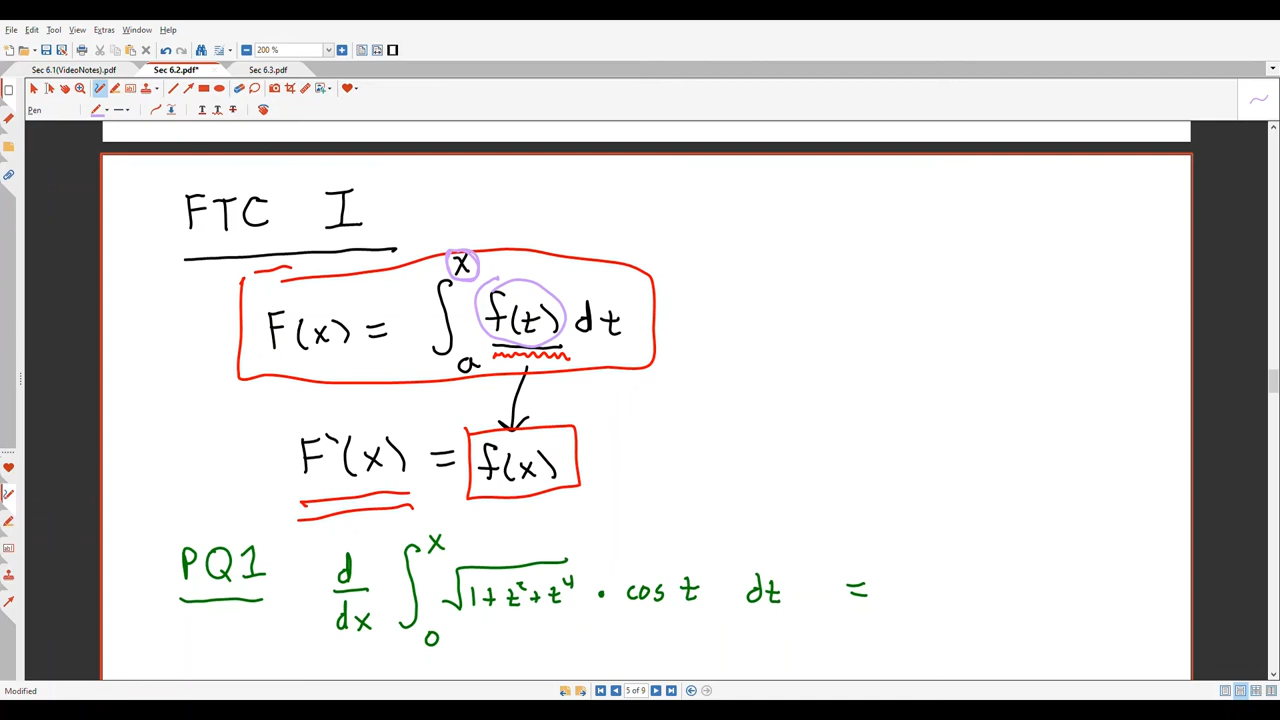 File Edit Tool View Extras Window Help
200 %
Sec 6.1(VideoNotes).pdf Sec 6.2.pdf* Sec 6.3.pdf
Pen
FTC I
F(x) = ∫_a^x f(t) dt
F'(x) = f(x)
PQ1 d/dx ∫_0^x √(1+t²+t⁴) · cos t dt =
Modified 5 of 9